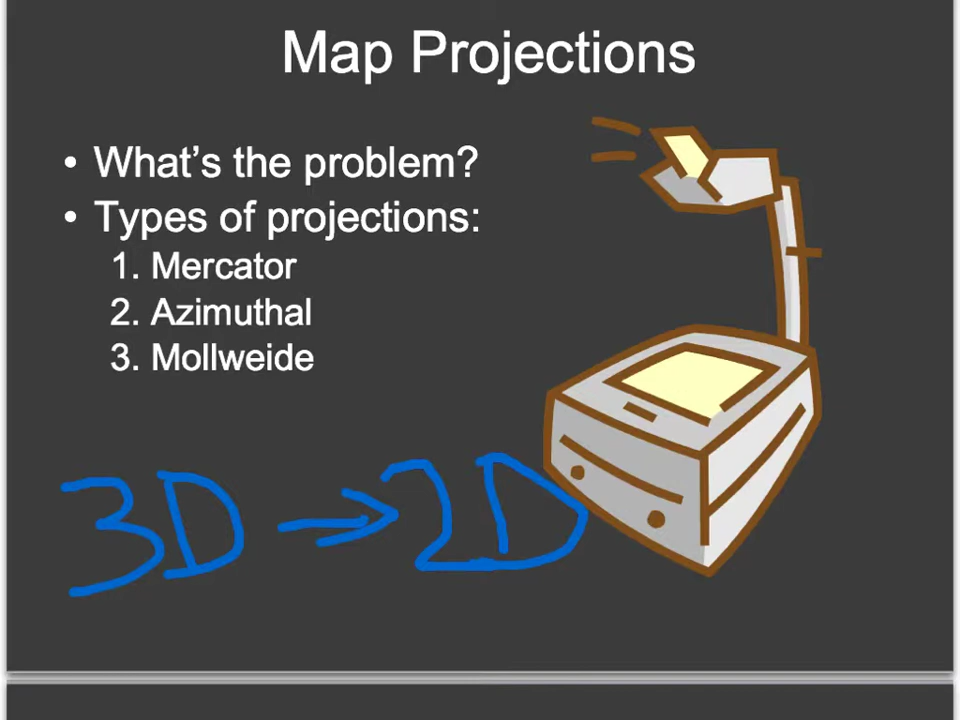 Map Projections
• What's the problem?
• Types of projections:
1. Mercator
2. Azimuthal
3. Mollweide
3D → 2D